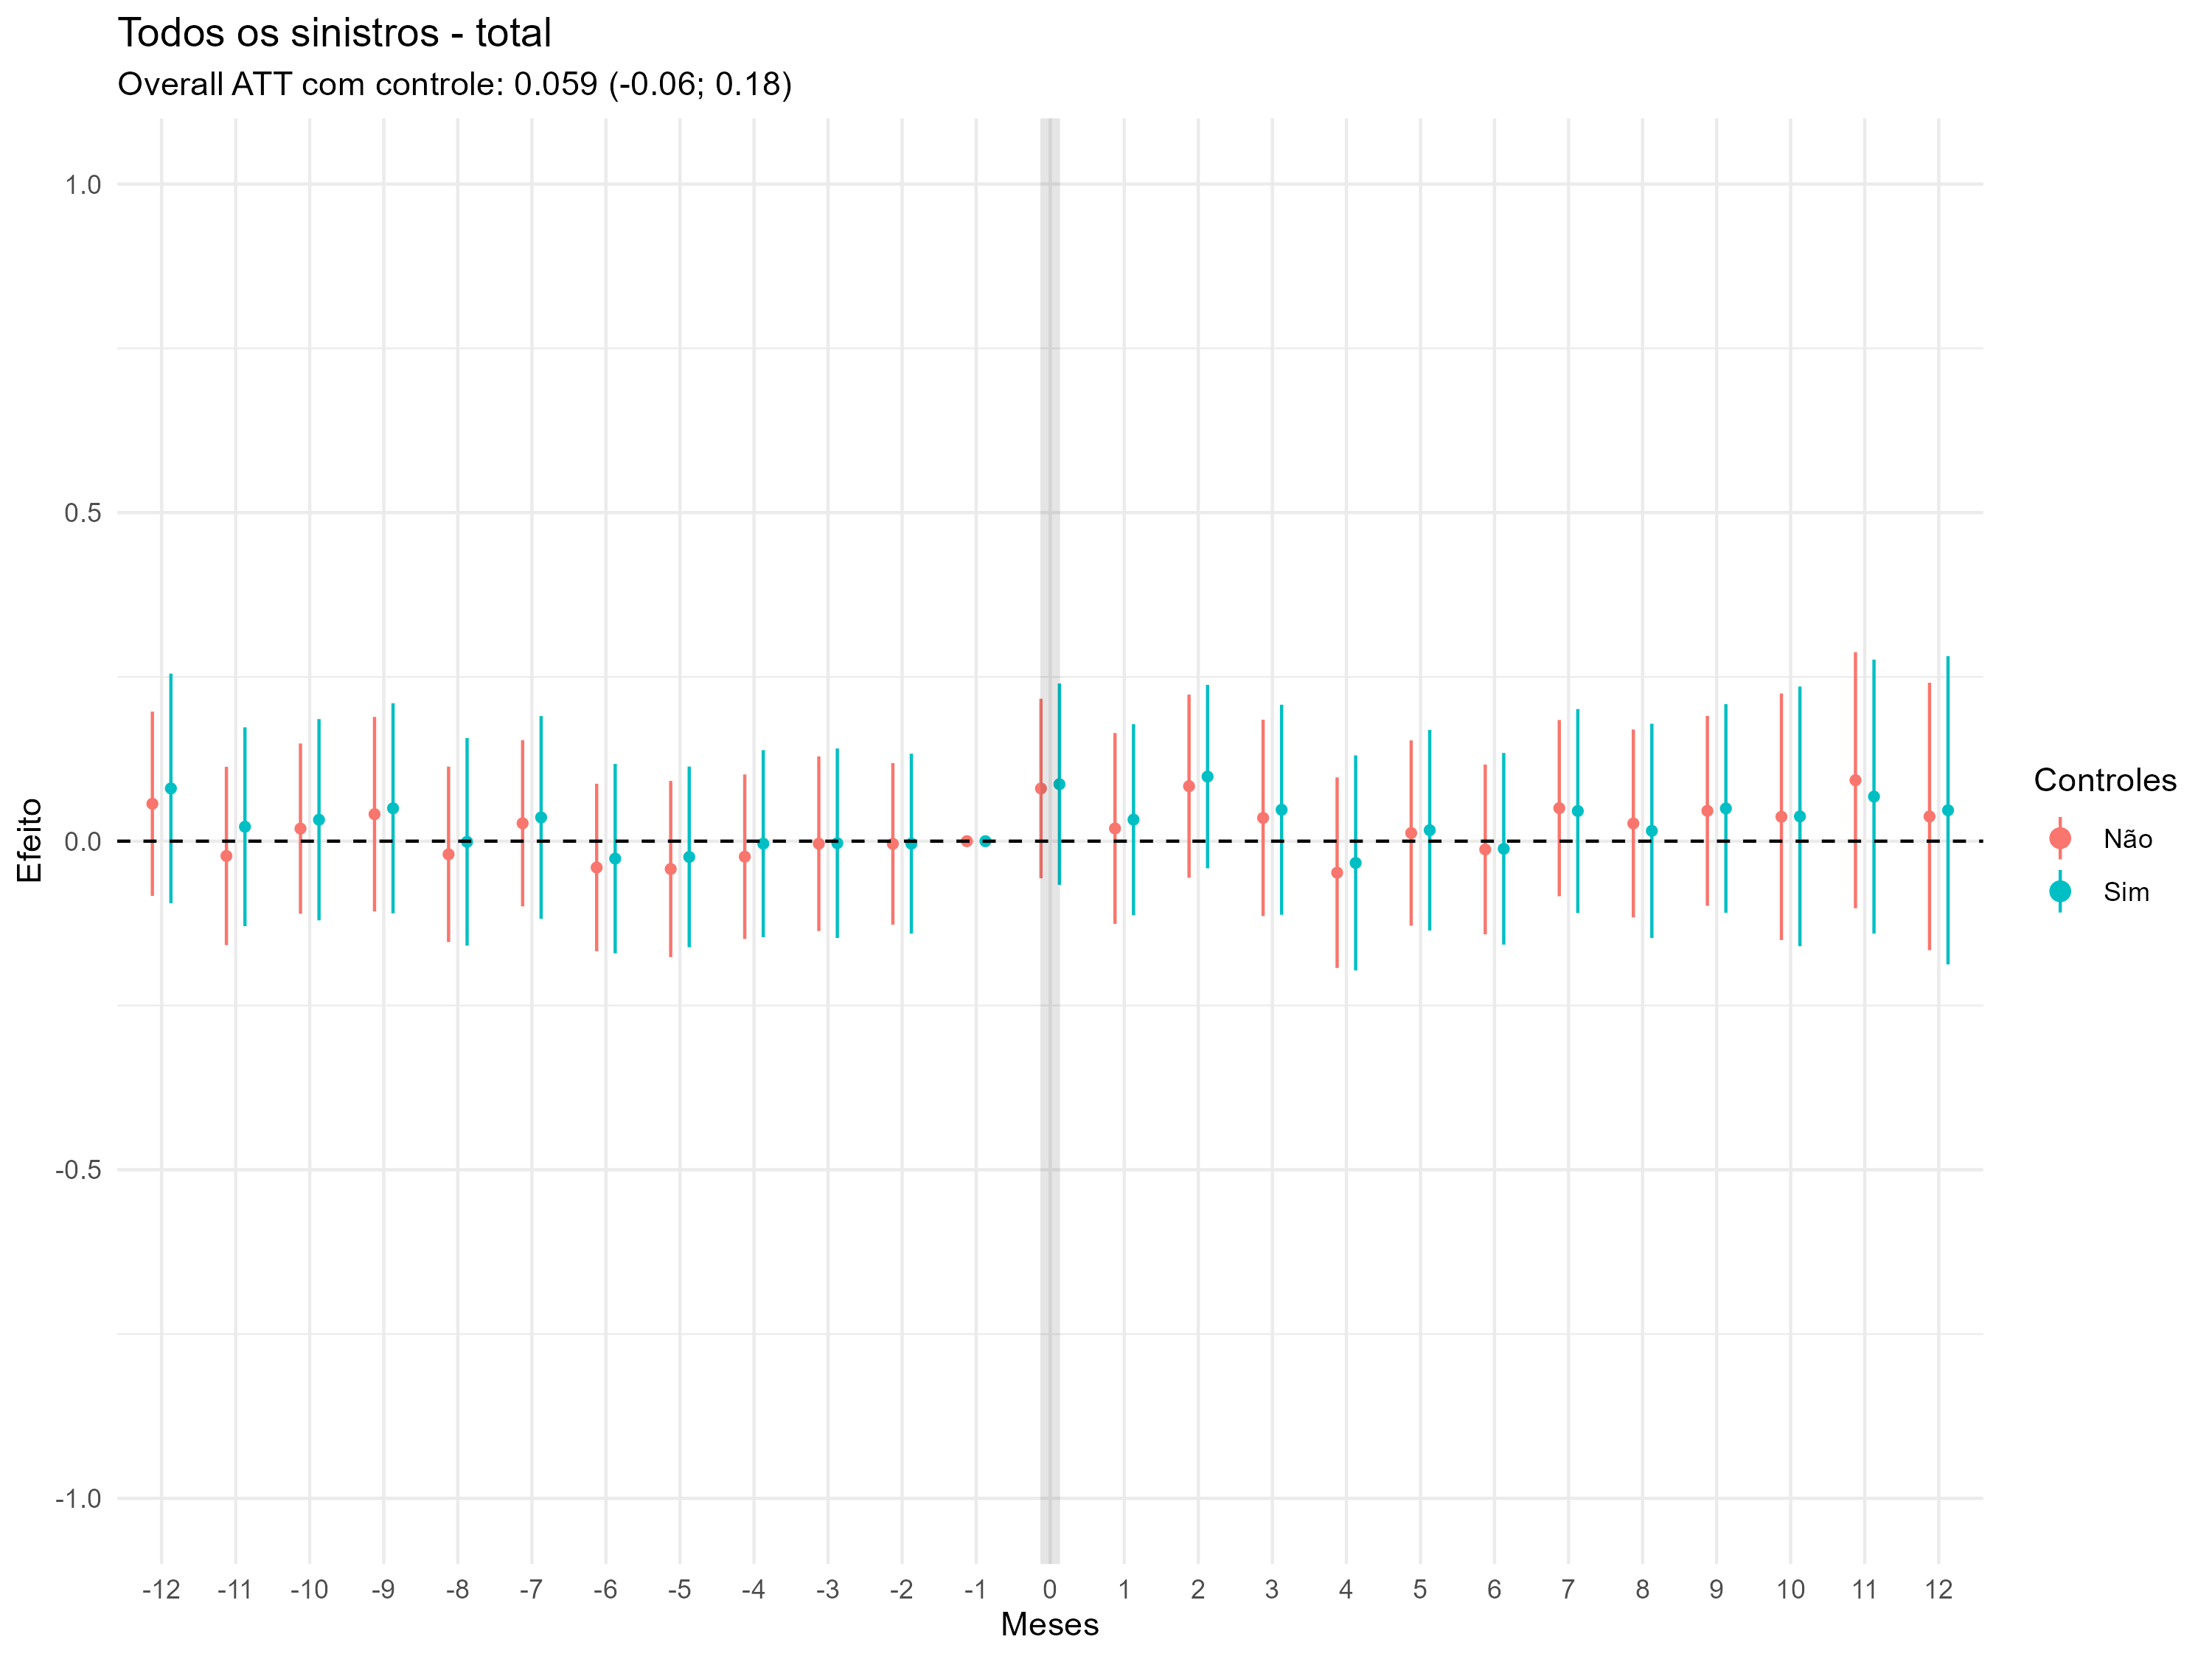 Todos os sinistros - total
Overall ATT com controle: 0.059 (-0.06; 0.18)
Efeito
1.0
0.5
0.0
-0.5
-1.0
-12 -11 -10 -9 -8 -7 -6 -5 -4 -3 -2 -1 0 1 2 3 4 5 6 7 8 9 10 11 12
Meses
Controles
Não
Sim